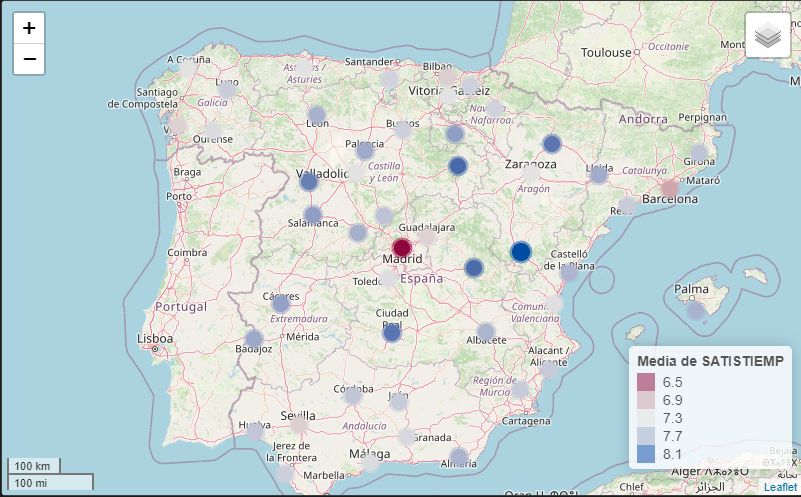 +
−
Toulouse
Occitanie
Mont
A Coruña
Santander
Bilbao
Lugo
Vitoria-Gasteiz
Santiago
de Compostela
Galicia
León
Burgos
Navarra -
Nafarroa
Andorra
Perpignan
Ourense
Palencia
Castilla
y León
Zaragoza
Aragón
Lleida
Catalunya
Girona
Braga
Valladolid
Mataró
Barcelona
Porto
Salamanca
Guadalajara
Madrid
Coimbra
Toledo
España
Castelló
de la Plana
Palma
Portugal
Cáceres
Extremadura
Ciudad
Real
Comunitat
Valenciana
Lisboa
Badajoz
Mérida
Albacete
Alacant /
Alicante
Región de
Murcia
Córdoba
Jaén
Cartagena
Huelva
Sevilla
Andalucía
Granada
Jerez de
la Frontera
Málaga
Almería
Marbella
Media de SATISTIEMP
6.5
6.9
7.3
7.7
8.1
100 km
100 mi
Chlef
Leaflet